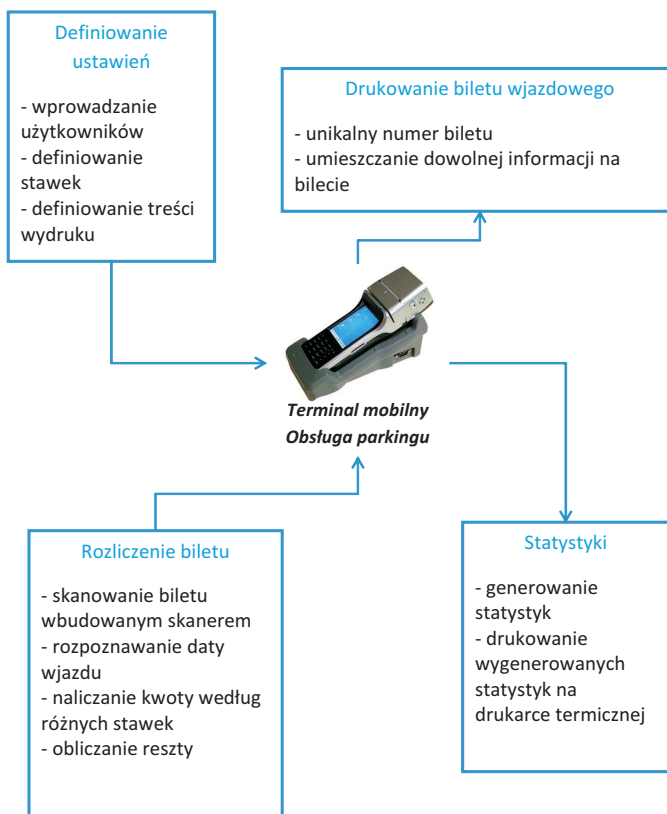 Definiowanie
ustawień
- wprowadzanie
użytkowników
- definiowanie
stawek
- definiowanie treści
wydruku
Drukowanie biletu wjazdowego
- unikalny numer biletu
- umieszczanie dowolnej informacji na
bilecie
Terminal mobilny
Obsługa parkingu
Rozliczenie biletu
- skanowanie biletu
wbudowanym skanerem
- rozpoznawanie daty
wjazdu
- naliczanie kwoty według
różnych stawek
- obliczanie reszty
Statystyki
- generowanie
statystyk
- drukowanie
wygenerowanych
statystyk na
drukarce termicznej